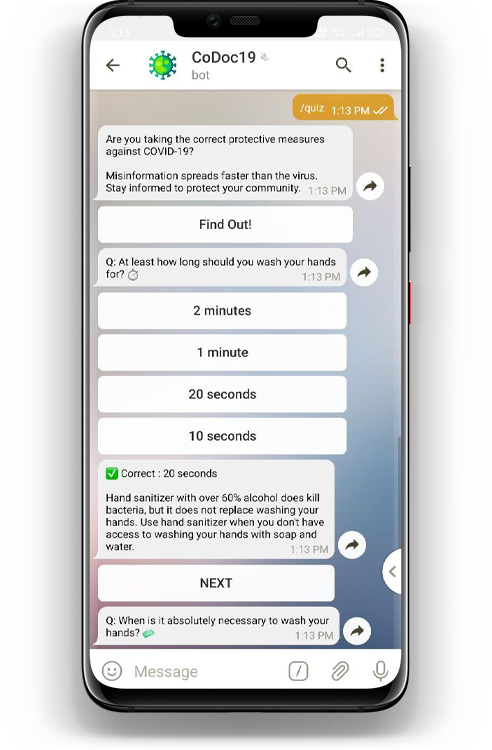 1:15
CoDoc19
bot
/quiz 1:13 PM
Are you taking the correct protective measures
against COVID-19?
Misinformation spreads faster than the virus.
Stay informed to protect your community. 1:13 PM
Find Out!
Q: At least how long should you wash your hands
for? 1:13 PM
2 minutes
1 minute
20 seconds
10 seconds
Correct : 20 seconds
Hand sanitizer with over 60% alcohol does kill
bacteria, but it does not replace washing your
hands. Use hand sanitizer when you don't have
access to washing your hands with soap and
water. 1:13 PM
NEXT
Q: When is it absolutely necessary to wash your
hands? 1:13 PM
Message